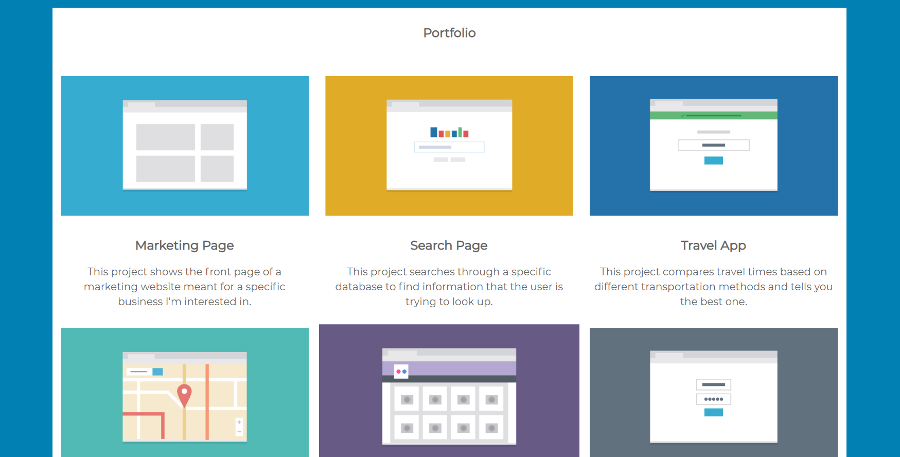 Portfolio
Marketing Page
Search Page
Travel App
This project shows the front page of a
marketing website meant for a specific
business I'm interested in.
This project searches through a specific
database to find information that the user is
trying to look up.
This project compares travel times based on
different transportation methods and tells you
the best one.